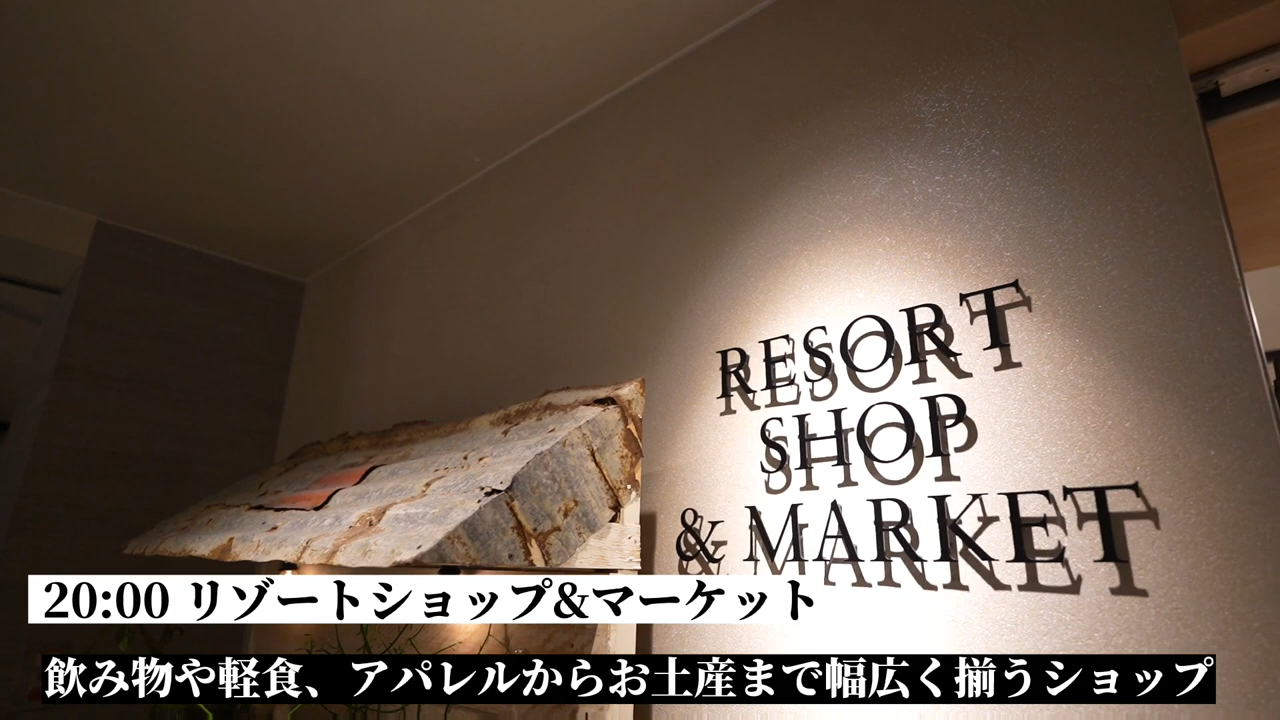 RESORT
SHOP
& MARKET
20:00 リゾートショップ&マーケット
飲み物や軽食、アパレルからお土産まで幅広く揃うショップ